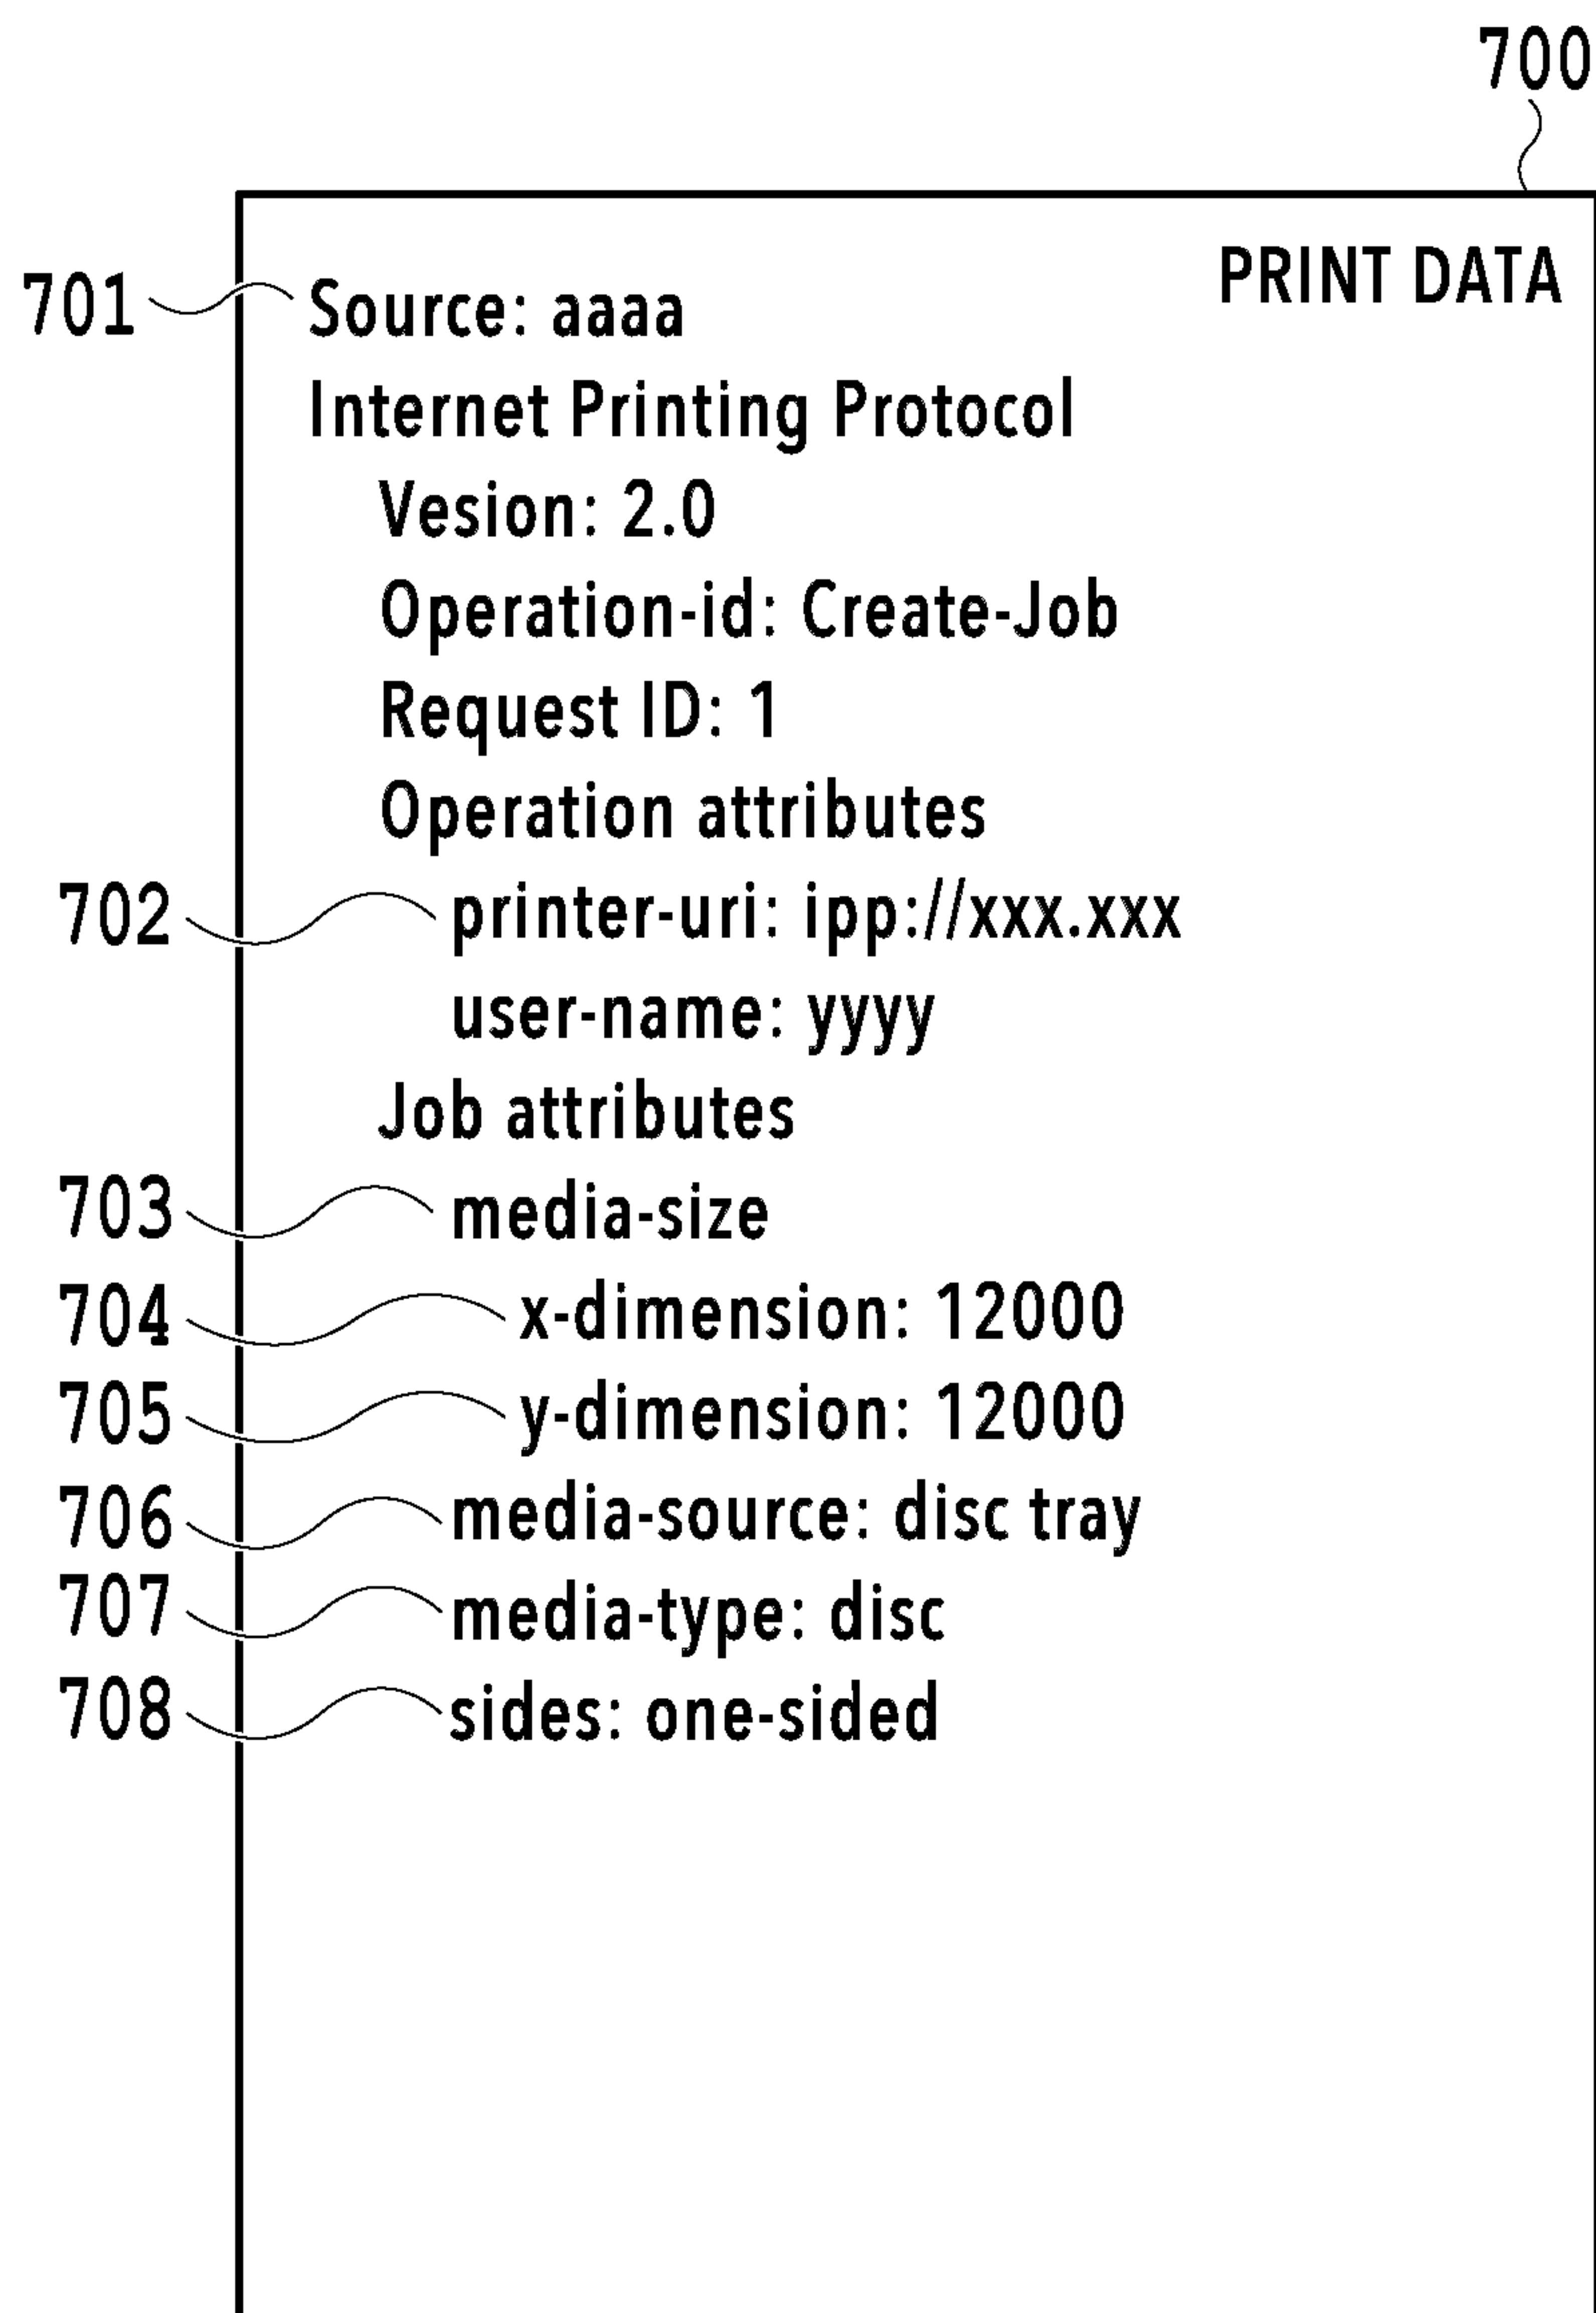 700
PRINT DATA
701 Source: aaaa
Internet Printing Protocol
Vesion: 2.0
Operation-id: Create-Job
Request ID: 1
Operation attributes
702 printer-uri: ipp://xxx.xxx
user-name: yyyy
Job attributes
703 media-size
704 x-dimension: 12000
705 y-dimension: 12000
706 media-source: disc tray
707 media-type: disc
708 sides: one-sided